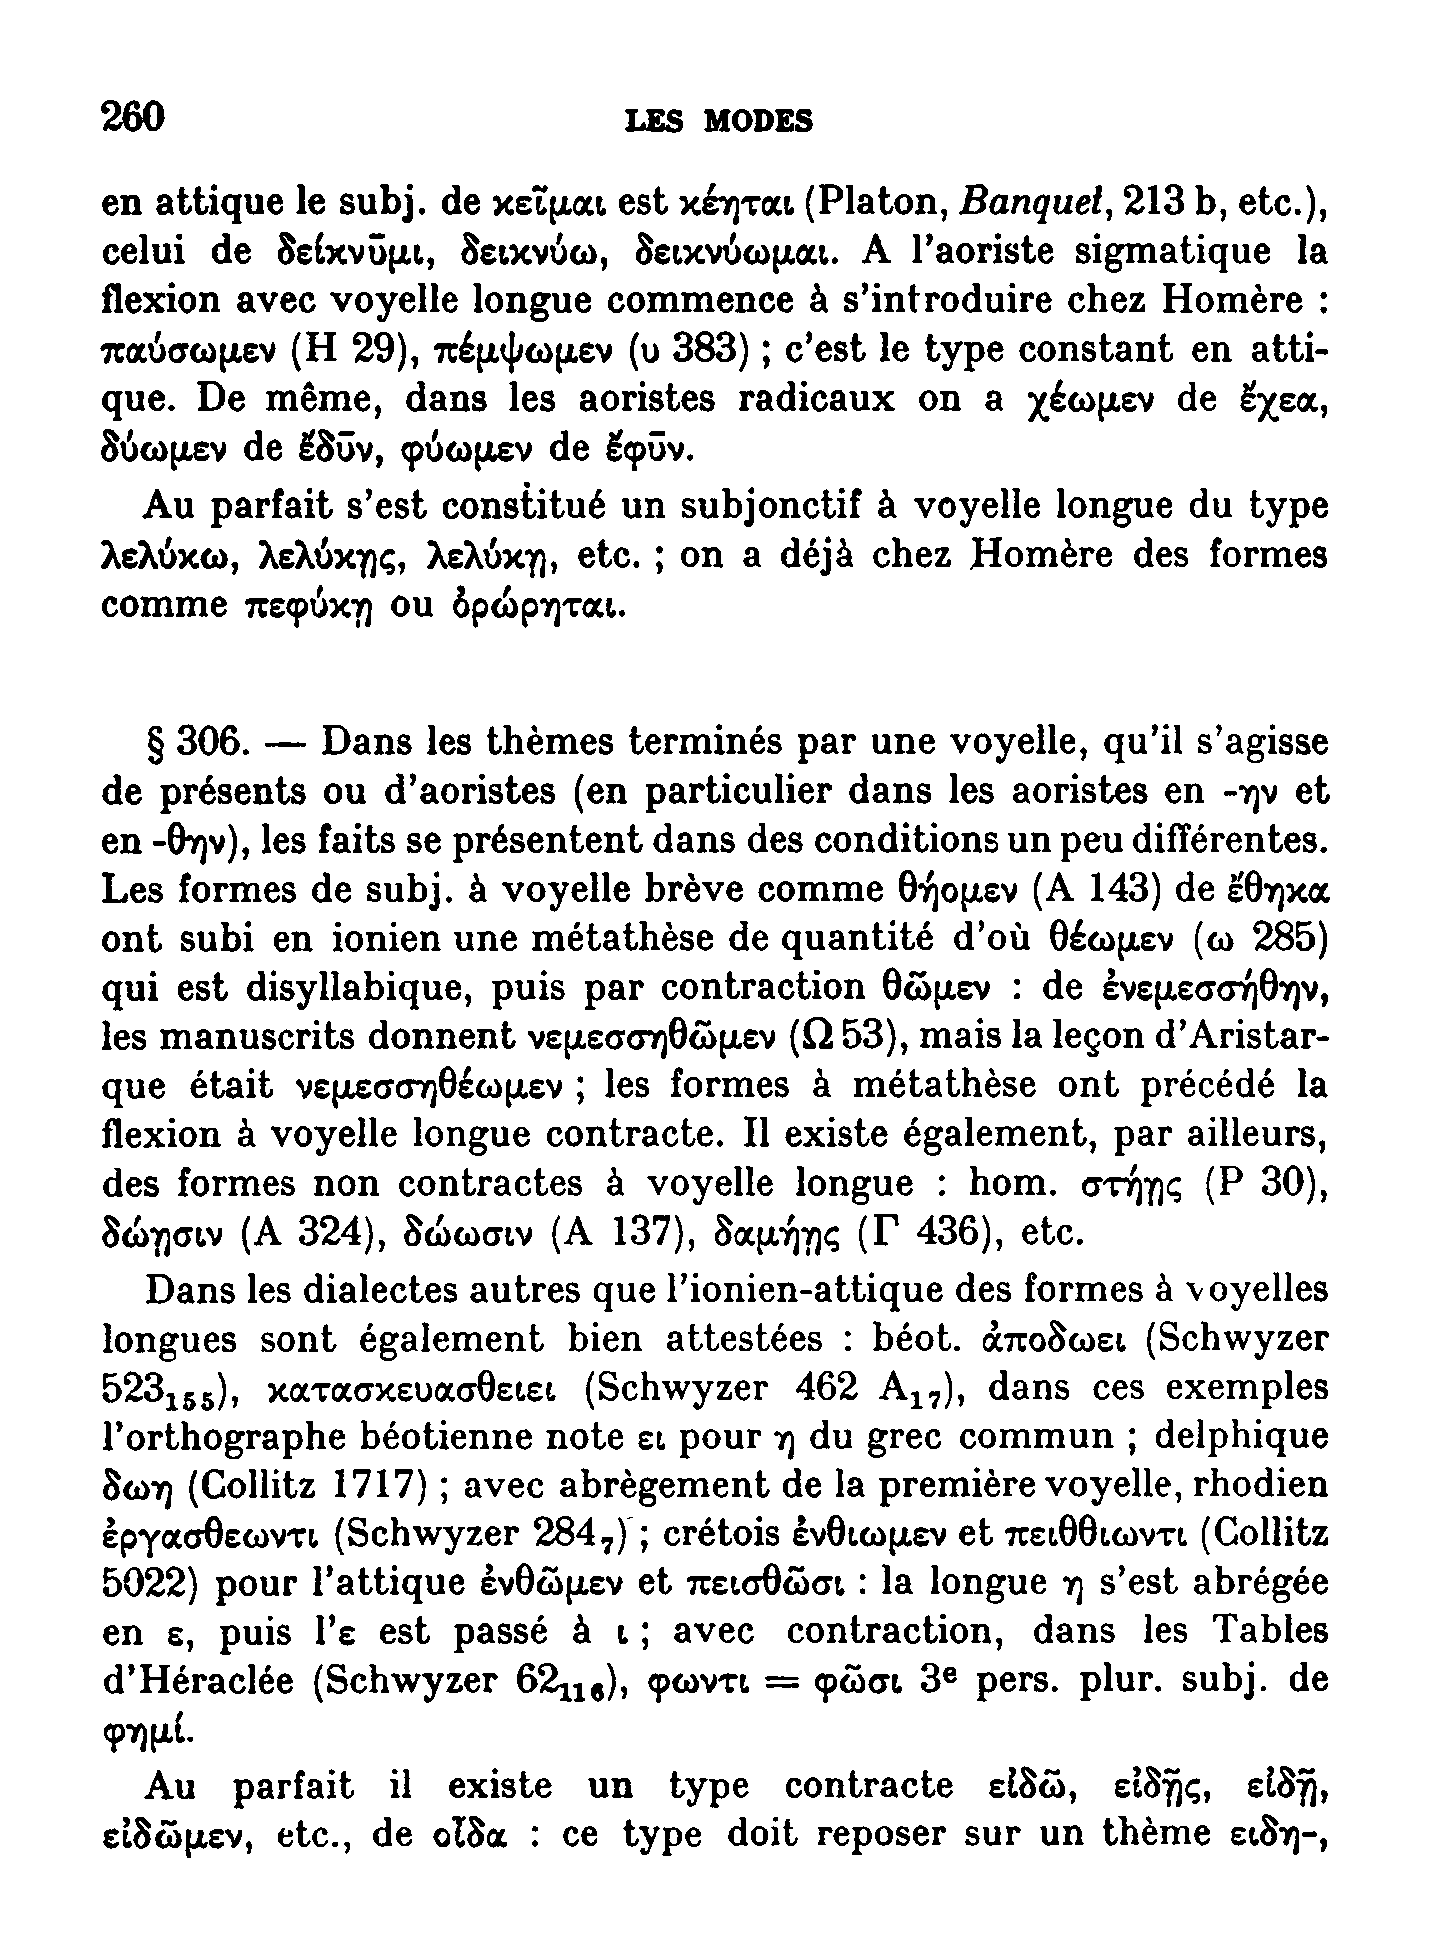 260
LES MODES
en attique le subj. de κεῖμαι est κέηται (Platon, Banquet, 213 b, etc.),
celui de δείκνῡμι, δεικνύω, δεικνύωμαι. A l'aoriste sigmatique la
flexion avec voyelle longue commence à s'introduire chez Homère :
παύσωμεν (Η 29), πέμψωμεν (υ 383) ; c'est le type constant en atti-
que. De même, dans les aoristes radicaux on a χέωμεν de ἔχεα,
δύωμεν de ἔδῡν, φύωμεν de ἔφῡν.
Au parfait s'est constitué un subjonctif à voyelle longue du type
λελύκω, λελύκῃς, λελύκῃ, etc. ; on a déjà chez Homère des formes
comme πεφύκῃ ou ὀρώρηται.
§ 306. — Dans les thèmes terminés par une voyelle, qu'il s'agisse
de présents ou d'aoristes (en particulier dans les aoristes en -ην et
en -θην), les faits se présentent dans des conditions un peu différentes.
Les formes de subj. à voyelle brève comme θήομεν (Α 143) de ἔθηκα
ont subi en ionien une métathèse de quantité d'où θέωμεν (ω 285)
qui est disyllabique, puis par contraction θῶμεν : de ἐνεμεσσήθην,
les manuscrits donnent νεμεσσηθῶμεν (Ω 53), mais la leçon d'Aristar-
que était νεμεσσηθέωμεν ; les formes à métathèse ont précédé la
flexion à voyelle longue contracte. Il existe également, par ailleurs,
des formes non contractes à voyelle longue : hom. στήῃς (Ρ 30),
δώῃσιν (Α 324), δώωσιν (Α 137), δαμήῃς (Γ 436), etc.
Dans les dialectes autres que l'ionien-attique des formes à voyelles
longues sont également bien attestées : béot. ἀποδωει (Schwyzer
523₁₅₅), κατασκευασθειει (Schwyzer 462 A₁₇), dans ces exemples
l'orthographe béotienne note ει pour η du grec commun ; delphique
δωη (Collitz 1717) ; avec abrègement de la première voyelle, rhodien
ἐργασθεωντι (Schwyzer 284₇) ; crétois ἐνθιωμεν et πειθθιωντι (Collitz
5022) pour l'attique ἐνθῶμεν et πεισθῶσι : la longue η s'est abrégée
en ε, puis l'ε est passé à ι ; avec contraction, dans les Tables
d'Héraclée (Schwyzer 62₁₁₆), φωντι = φῶσι 3ᵉ pers. plur. subj. de
φημί.
Au parfait il existe un type contracte εἰδῶ, εἰδῇς, εἰδῇ,
εἰδῶμεν, etc., de οἶδα : ce type doit reposer sur un thème ειδη-,